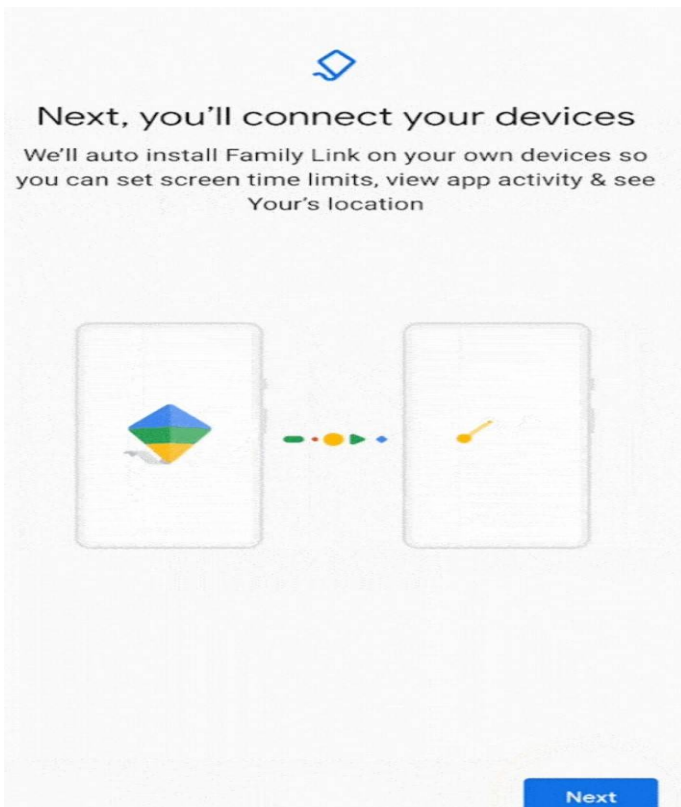 Next, you'll connect your devices
We'll auto install Family Link on your own devices so
you can set screen time limits, view app activity & see
Your's location
Next